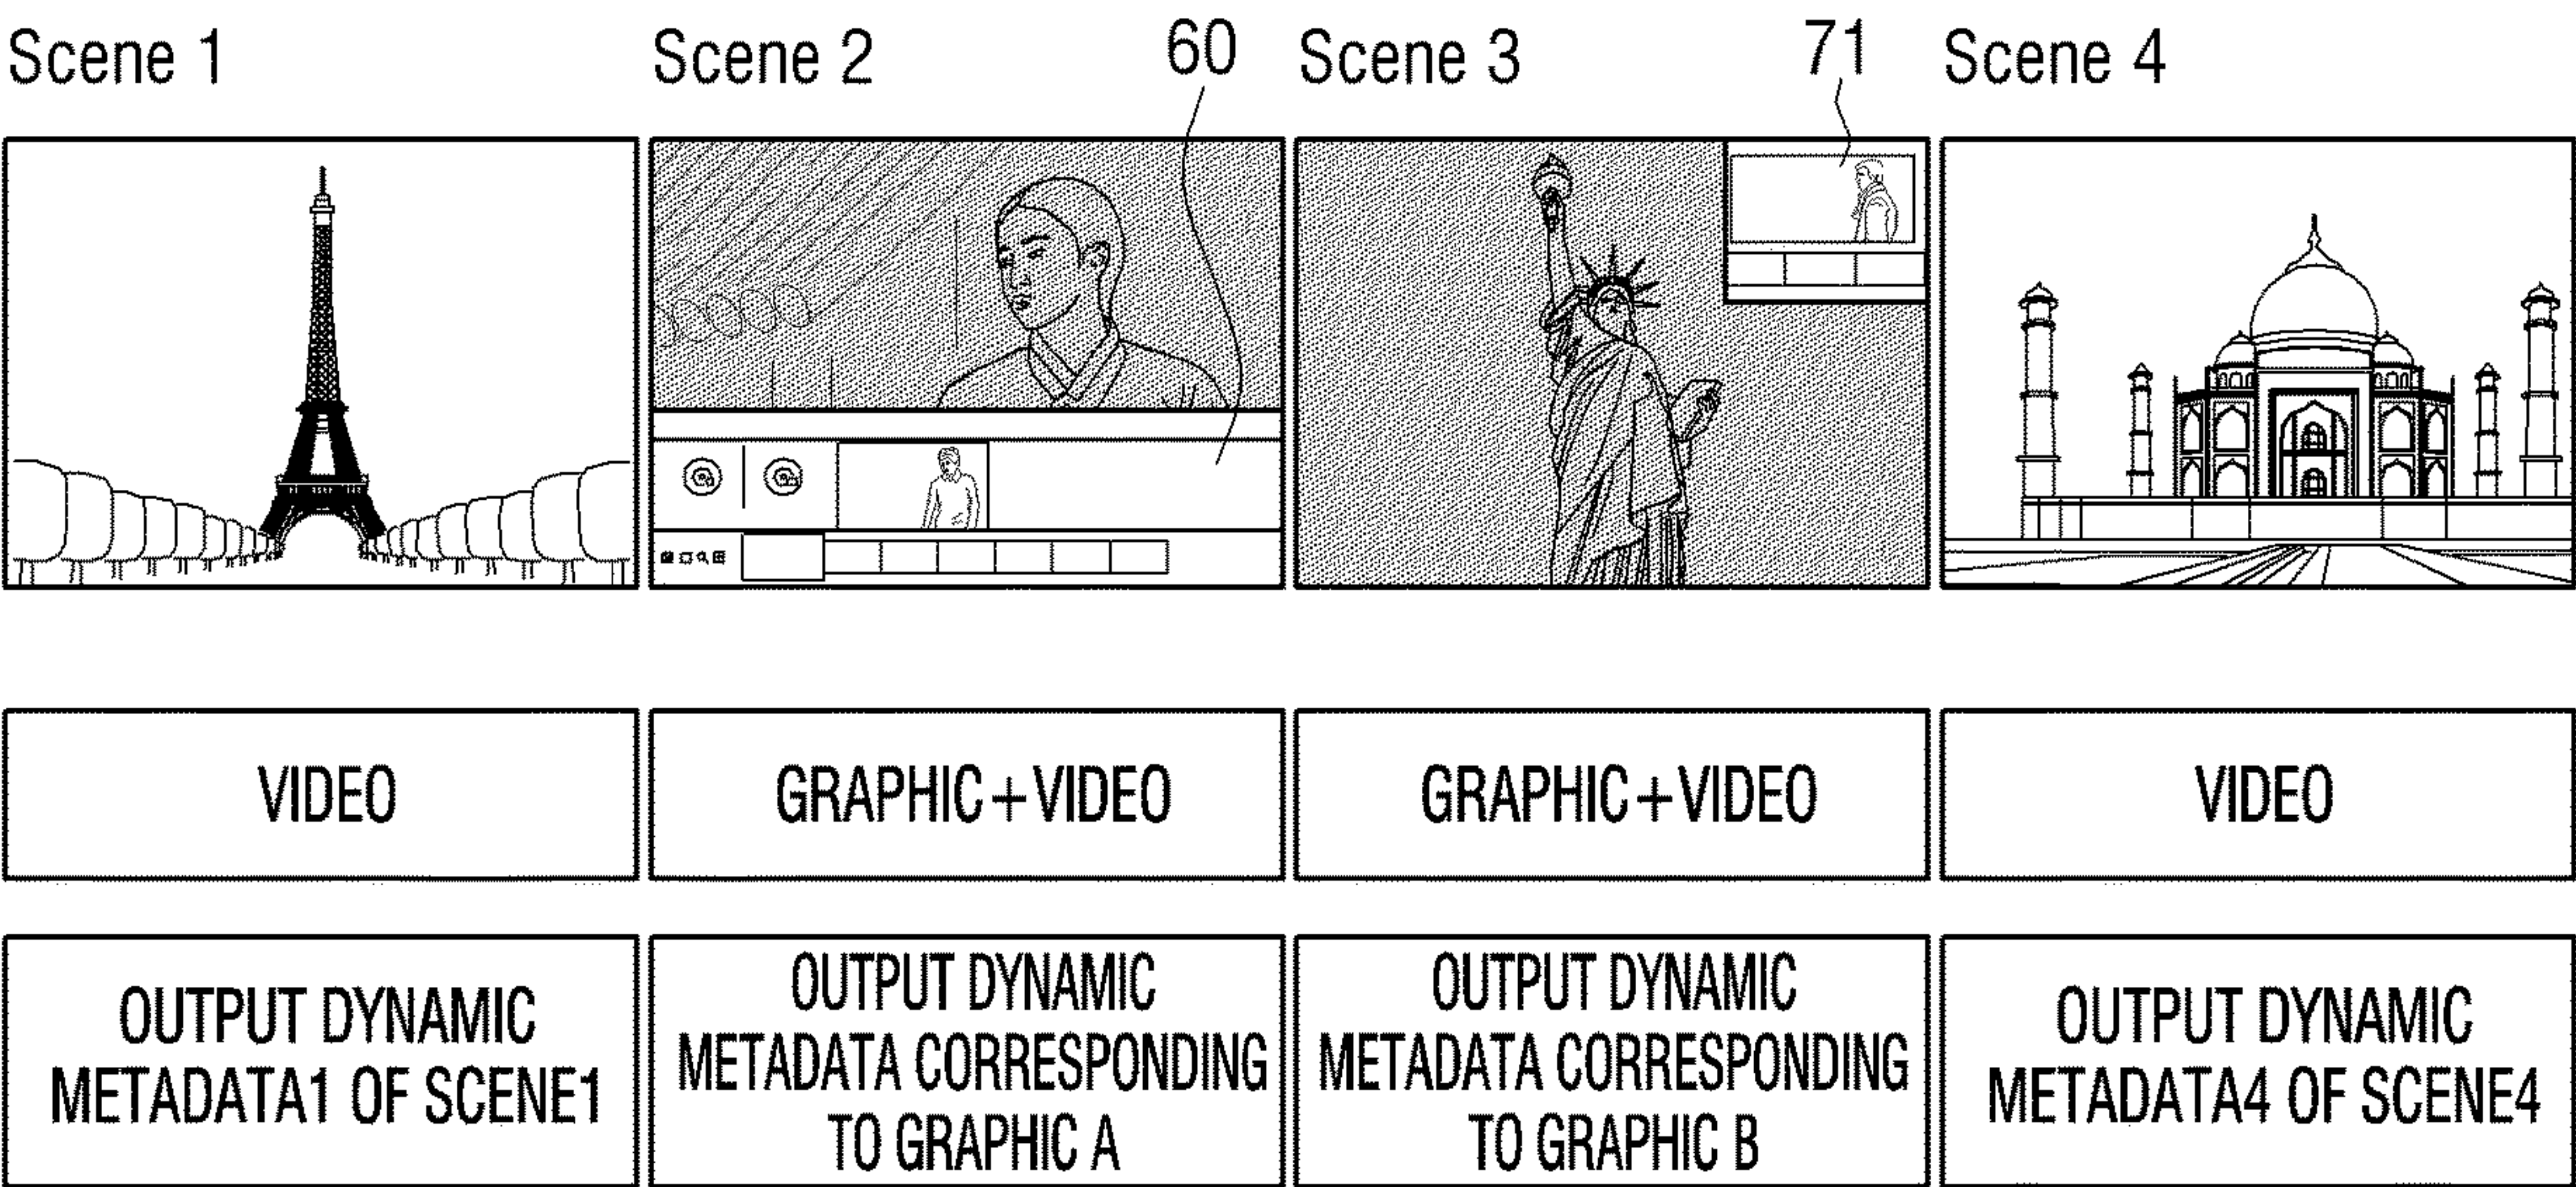 Scene 1
Scene 2
60
Scene 3
71
Scene 4
VIDEO
GRAPHIC+VIDEO
GRAPHIC+VIDEO
VIDEO
OUTPUT DYNAMIC
METADATA1 OF SCENE1
OUTPUT DYNAMIC
METADATA CORRESPONDING
TO GRAPHIC A
OUTPUT DYNAMIC
METADATA CORRESPONDING
TO GRAPHIC B
OUTPUT DYNAMIC
METADATA4 OF SCENE4